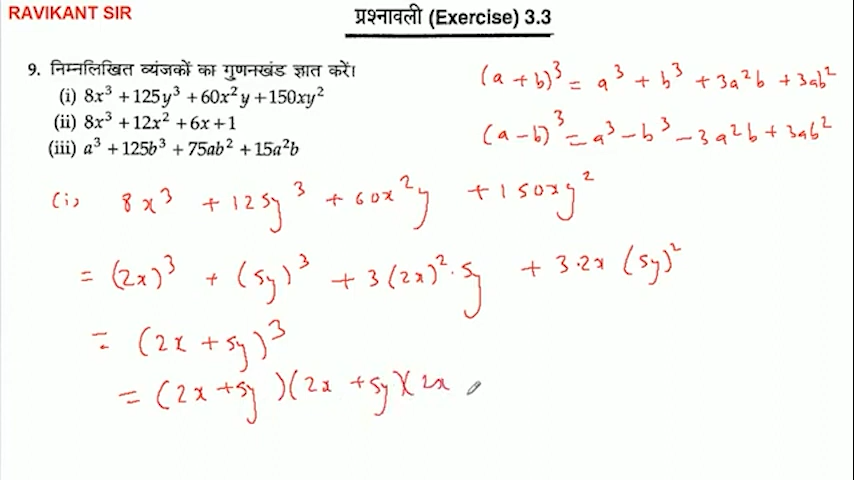 RAVIKANT SIR
प्रश्नावली (Exercise) 3.3
9. निम्नलिखित व्यंजकों का गुणनखंड ज्ञात करें।
(i) 8x³ + 125y³ + 60x²y + 150xy²
(ii) 8x³ + 12x² + 6x + 1
(iii) a³ + 125b³ + 75ab² + 15a²b
(a + b)³ = a³ + b³ + 3a²b + 3ab²
(a - b)³ = a³ - b³ - 3a²b + 3ab²
(i) 8x³ + 125y³ + 60x²y + 150xy²
= (2x)³ + (5y)³ + 3(2x)²·5y + 3·2x (5y)²
= (2x + 5y)³
= (2x + 5y)(2x + 5y)(2x